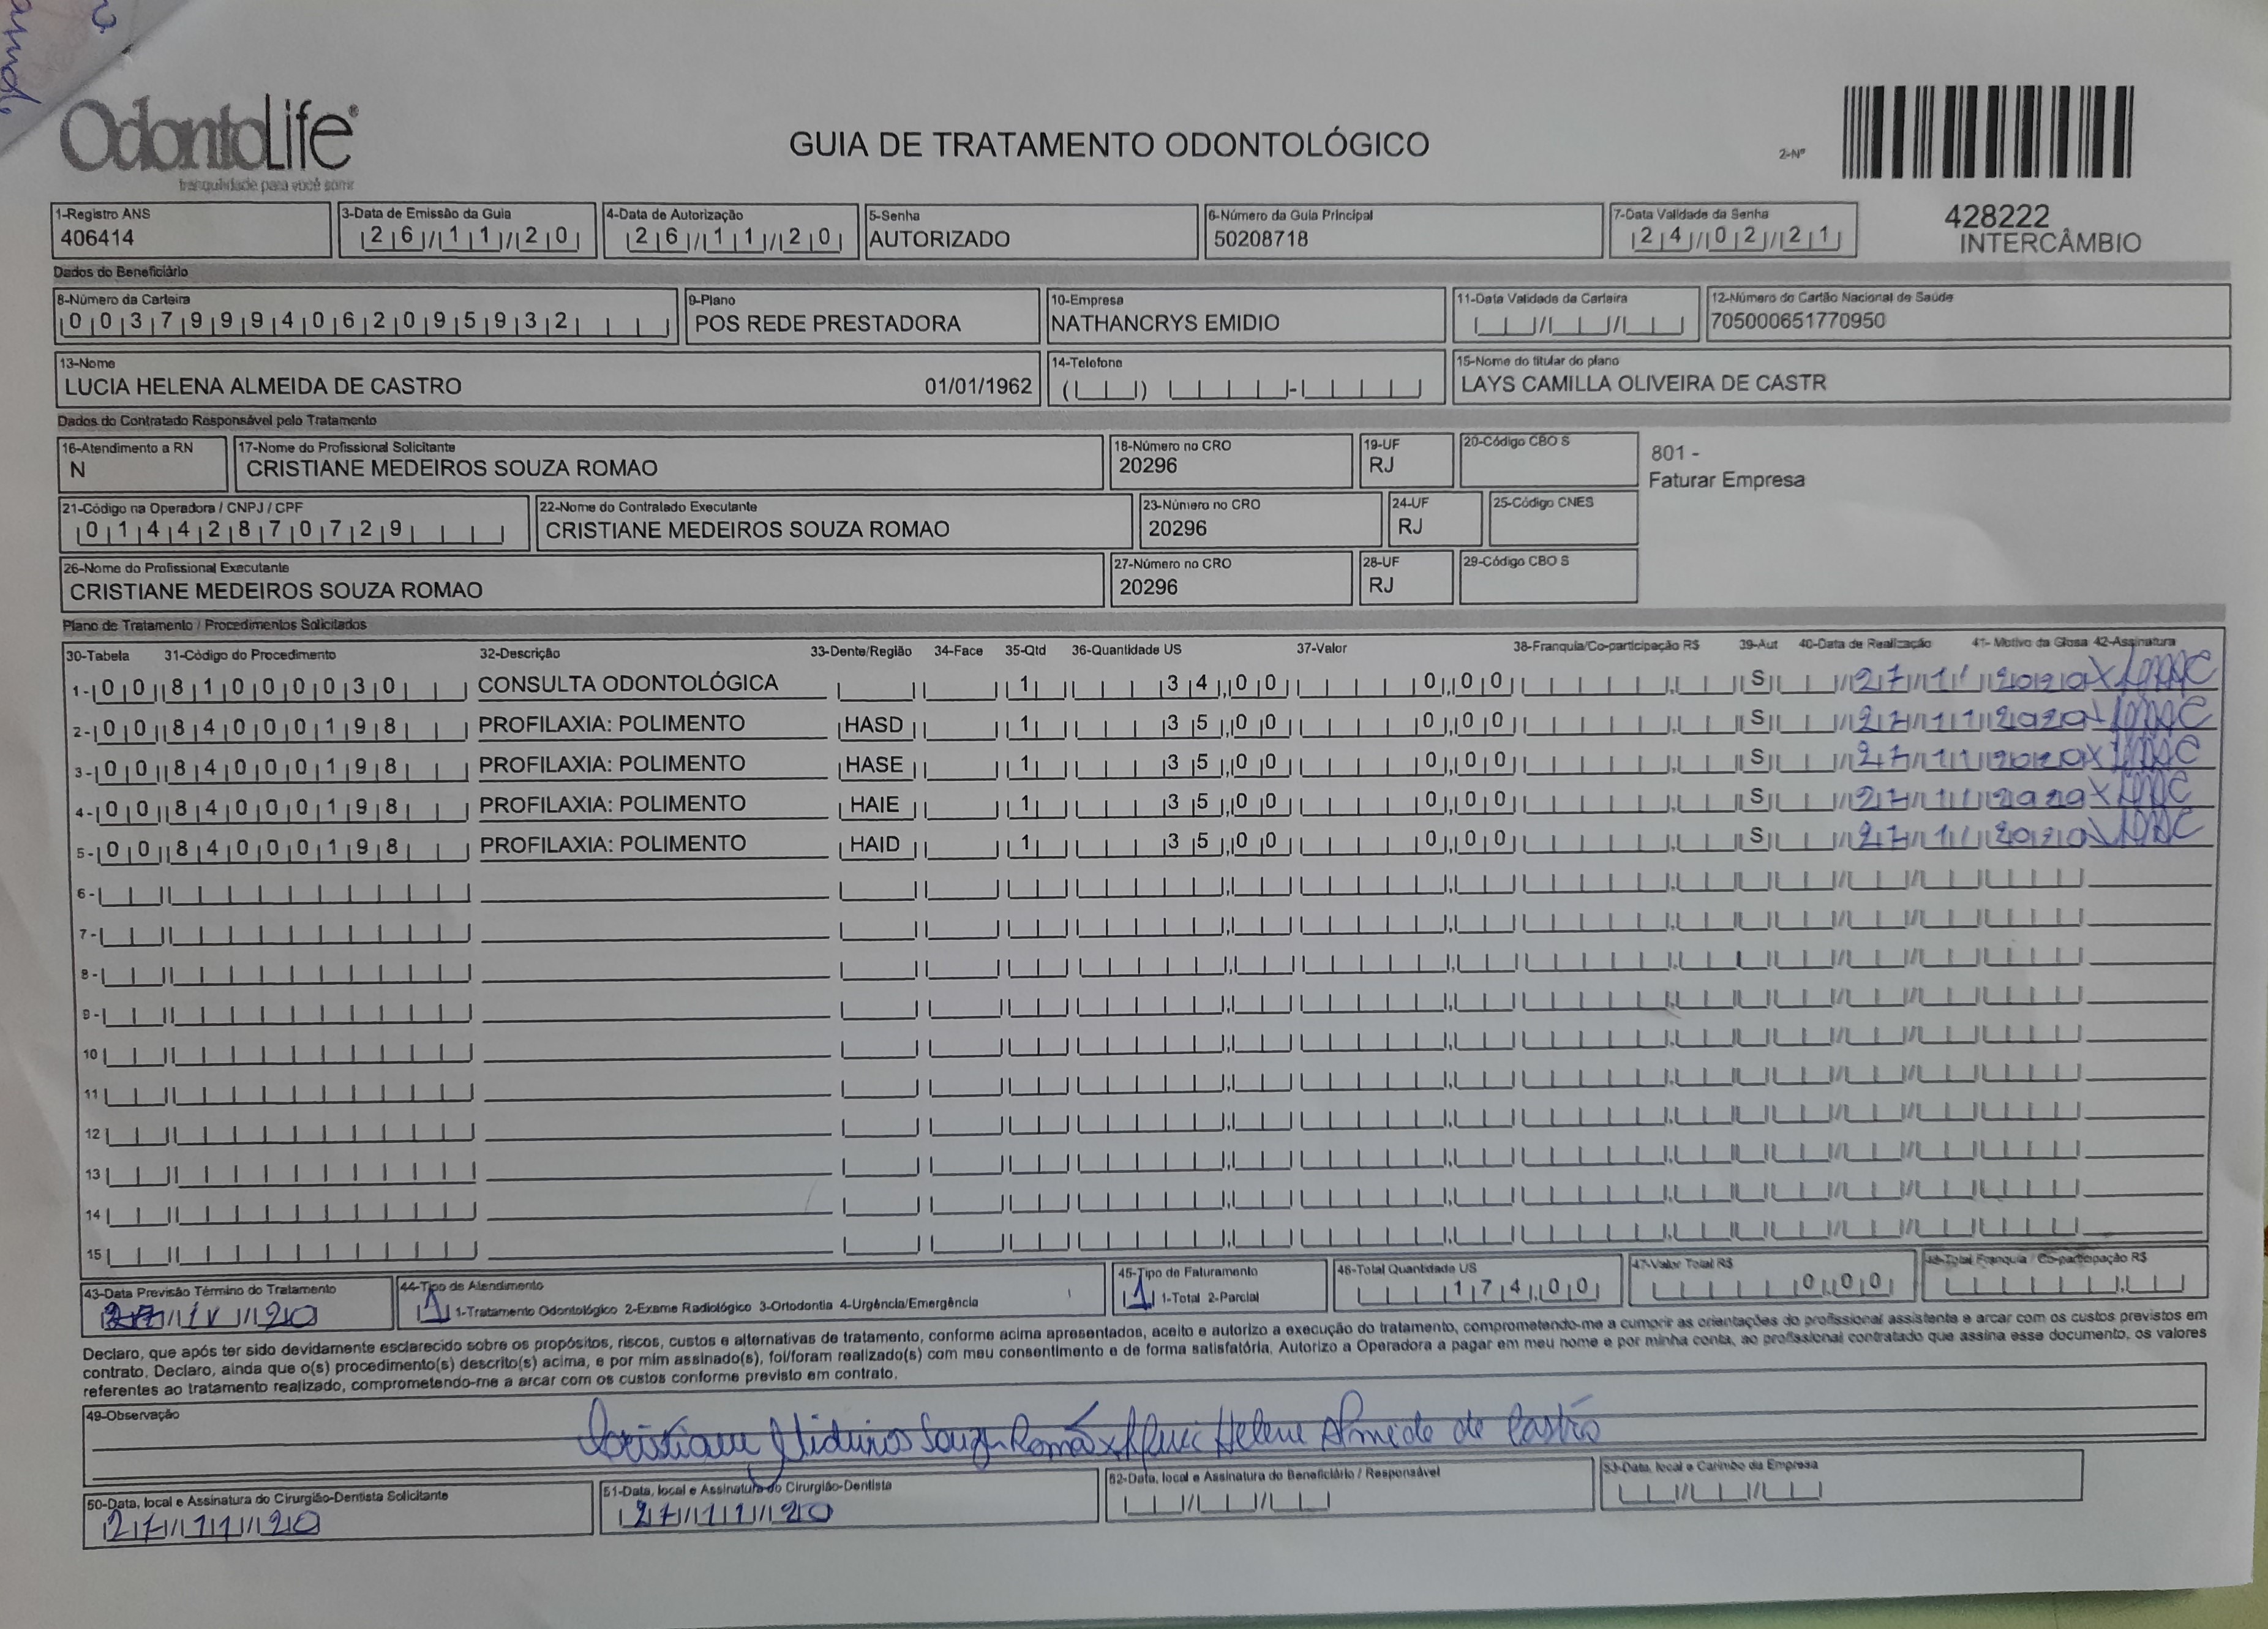 OdontoLife®
tranquilidade para você sorrir
GUIA DE TRATAMENTO ODONTOLÓGICO
2-Nº
428222
INTERCÂMBIO
1-Registro ANS
406414
3-Data de Emissão da Guia
26/11/20
4-Data de Autorização
26/11/20
5-Senha
AUTORIZADO
6-Número da Guia Principal
50208718
7-Data Validade da Senha
24/02/21
Dados do Beneficiário
8-Número da Carteira
00379994062095932
9-Plano
POS REDE PRESTADORA
10-Empresa
NATHANCRYS EMIDIO
11-Data Validade da Carteira
12-Número do Cartão Nacional de Saúde
705000651770950
13-Nome
LUCIA HELENA ALMEIDA DE CASTRO 01/01/1962
14-Telefone
15-Nome do titular do plano
LAYS CAMILLA OLIVEIRA DE CASTR
Dados do Contratado Responsável pelo Tratamento
16-Atendimento a RN
N
17-Nome do Profissional Solicitante
CRISTIANE MEDEIROS SOUZA ROMAO
18-Número no CRO
20296
19-UF
RJ
20-Código CBO S
801 -
Faturar Empresa
21-Código na Operadora / CNPJ / CPF
01442870729
22-Nome do Contratado Executante
CRISTIANE MEDEIROS SOUZA ROMAO
23-Número no CRO
20296
24-UF
RJ
25-Código CNES
26-Nome do Profissional Executante
CRISTIANE MEDEIROS SOUZA ROMAO
27-Número no CRO
20296
28-UF
RJ
29-Código CBO S
Plano de Tratamento / Procedimentos Solicitados
30-Tabela 31-Código do Procedimento 32-Descrição 33-Dente/Região 34-Face 35-Qtd 36-Quantidade US 37-Valor 38-Franquia/Co-participação R$ 39-Aut 40-Data de Realização 41- Motivo da Glosa 42-Assinatura
1- 00 81000030 CONSULTA ODONTOLÓGICA 1 34,00 0,00 S 27/11/2020
2- 00 84000198 PROFILAXIA: POLIMENTO HASD 1 35,00 0,00 S 27/11/2020
3- 00 84000198 PROFILAXIA: POLIMENTO HASE 1 35,00 0,00 S 27/11/2020
4- 00 84000198 PROFILAXIA: POLIMENTO HAIE 1 35,00 0,00 S 27/11/2020
5- 00 84000198 PROFILAXIA: POLIMENTO HAID 1 35,00 0,00 S 27/11/2020
6-
7-
8-
9-
10
11
12
13
14
15
43-Data Previsão Término do Tratamento
27/11/20
44-Tipo de Atendimento
1 1-Tratamento Odontológico 2-Exame Radiológico 3-Ortodontia 4-Urgência/Emergência
45-Tipo de Faturamento
1 1-Total 2-Parcial
46-Total Quantidade US
174,00
47-Valor Total R$
0,00
48-Total Franquia / Co-participação R$
Declaro, que após ter sido devidamente esclarecido sobre os propósitos, riscos, custos e alternativas de tratamento, conforme acima apresentados, aceito e autorizo a execução do tratamento, comprometendo-me a cumprir as orientações do profissional assistente e arcar com os custos previstos em
contrato. Declaro, ainda que o(s) procedimento(s) descrito(s) acima, e por mim assinado(s), foi/foram realizado(s) com meu consentimento e de forma satisfatória. Autorizo a Operadora a pagar em meu nome e por minha conta, ao profissional contratado que assina esse documento, os valores
referentes ao tratamento realizado, comprometendo-me a arcar com os custos conforme previsto em contrato.
49-Observação
Cristiane Medeiros Souza Romão x Lucia Helena Almeida de Castro
50-Data, local e Assinatura do Cirurgião-Dentista Solicitante
27/11/20
51-Data, local e Assinatura do Cirurgião-Dentista
27/11/20
52-Data, local e Assinatura do Beneficiário / Responsável
53-Data, local e Carimbo da Empresa